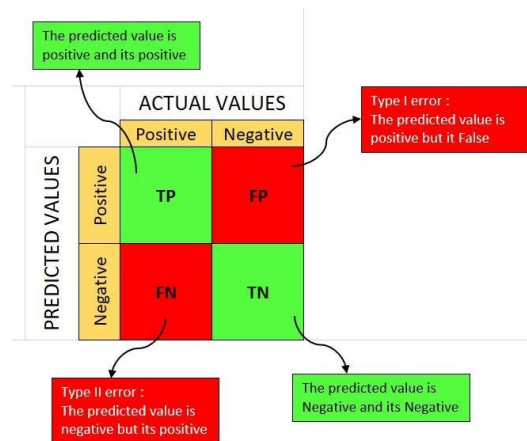 The predicted value is
positive and its positive
ACTUAL VALUES
Positive
Negative
Type I error :
The predicted value is
positive but it False
PREDICTED VALUES
Positive
TP
FP
Negative
FN
TN
Type II error :
The predicted value is
negative but its positive
The predicted value is
Negative and its Negative